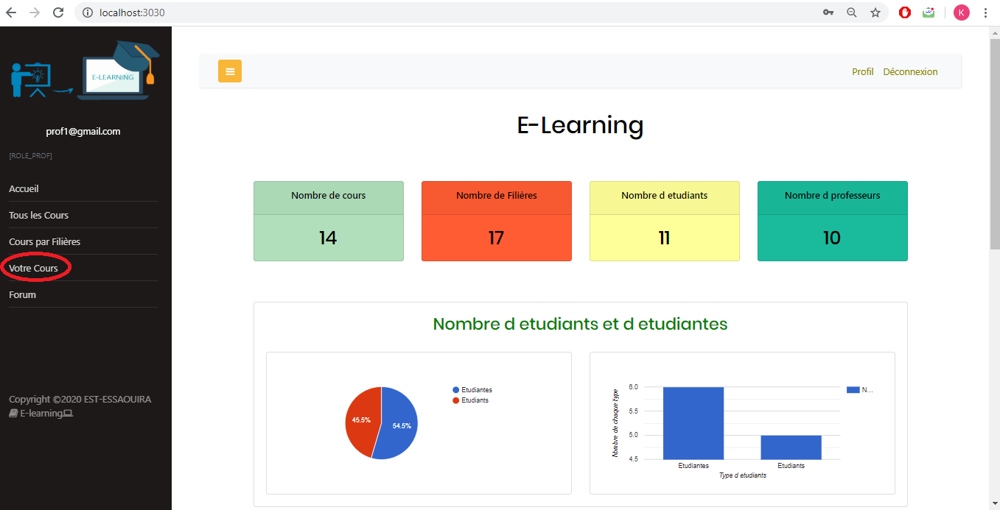 localhost:3030
K
E-LEARNING
prof1@gmail.com
[ROLE_PROF]
Accueil
Tous les Cours
Cours par Filières
Votre Cours
Forum
Copyright ©2020 EST-ESSAOUIRA
E-learning
Profil Déconnexion
E-Learning
Nombre de cours
14
Nombre de Filières
17
Nombre d etudiants
11
Nombre d professeurs
10
Nombre d etudiants et d etudiantes
45.5%
54.5%
Etudiantes
Etudiants
Nombre de chaque type
6.0
5.5
5.0
4.5
Etudiantes
Etudiants
Type d etudiants
N...